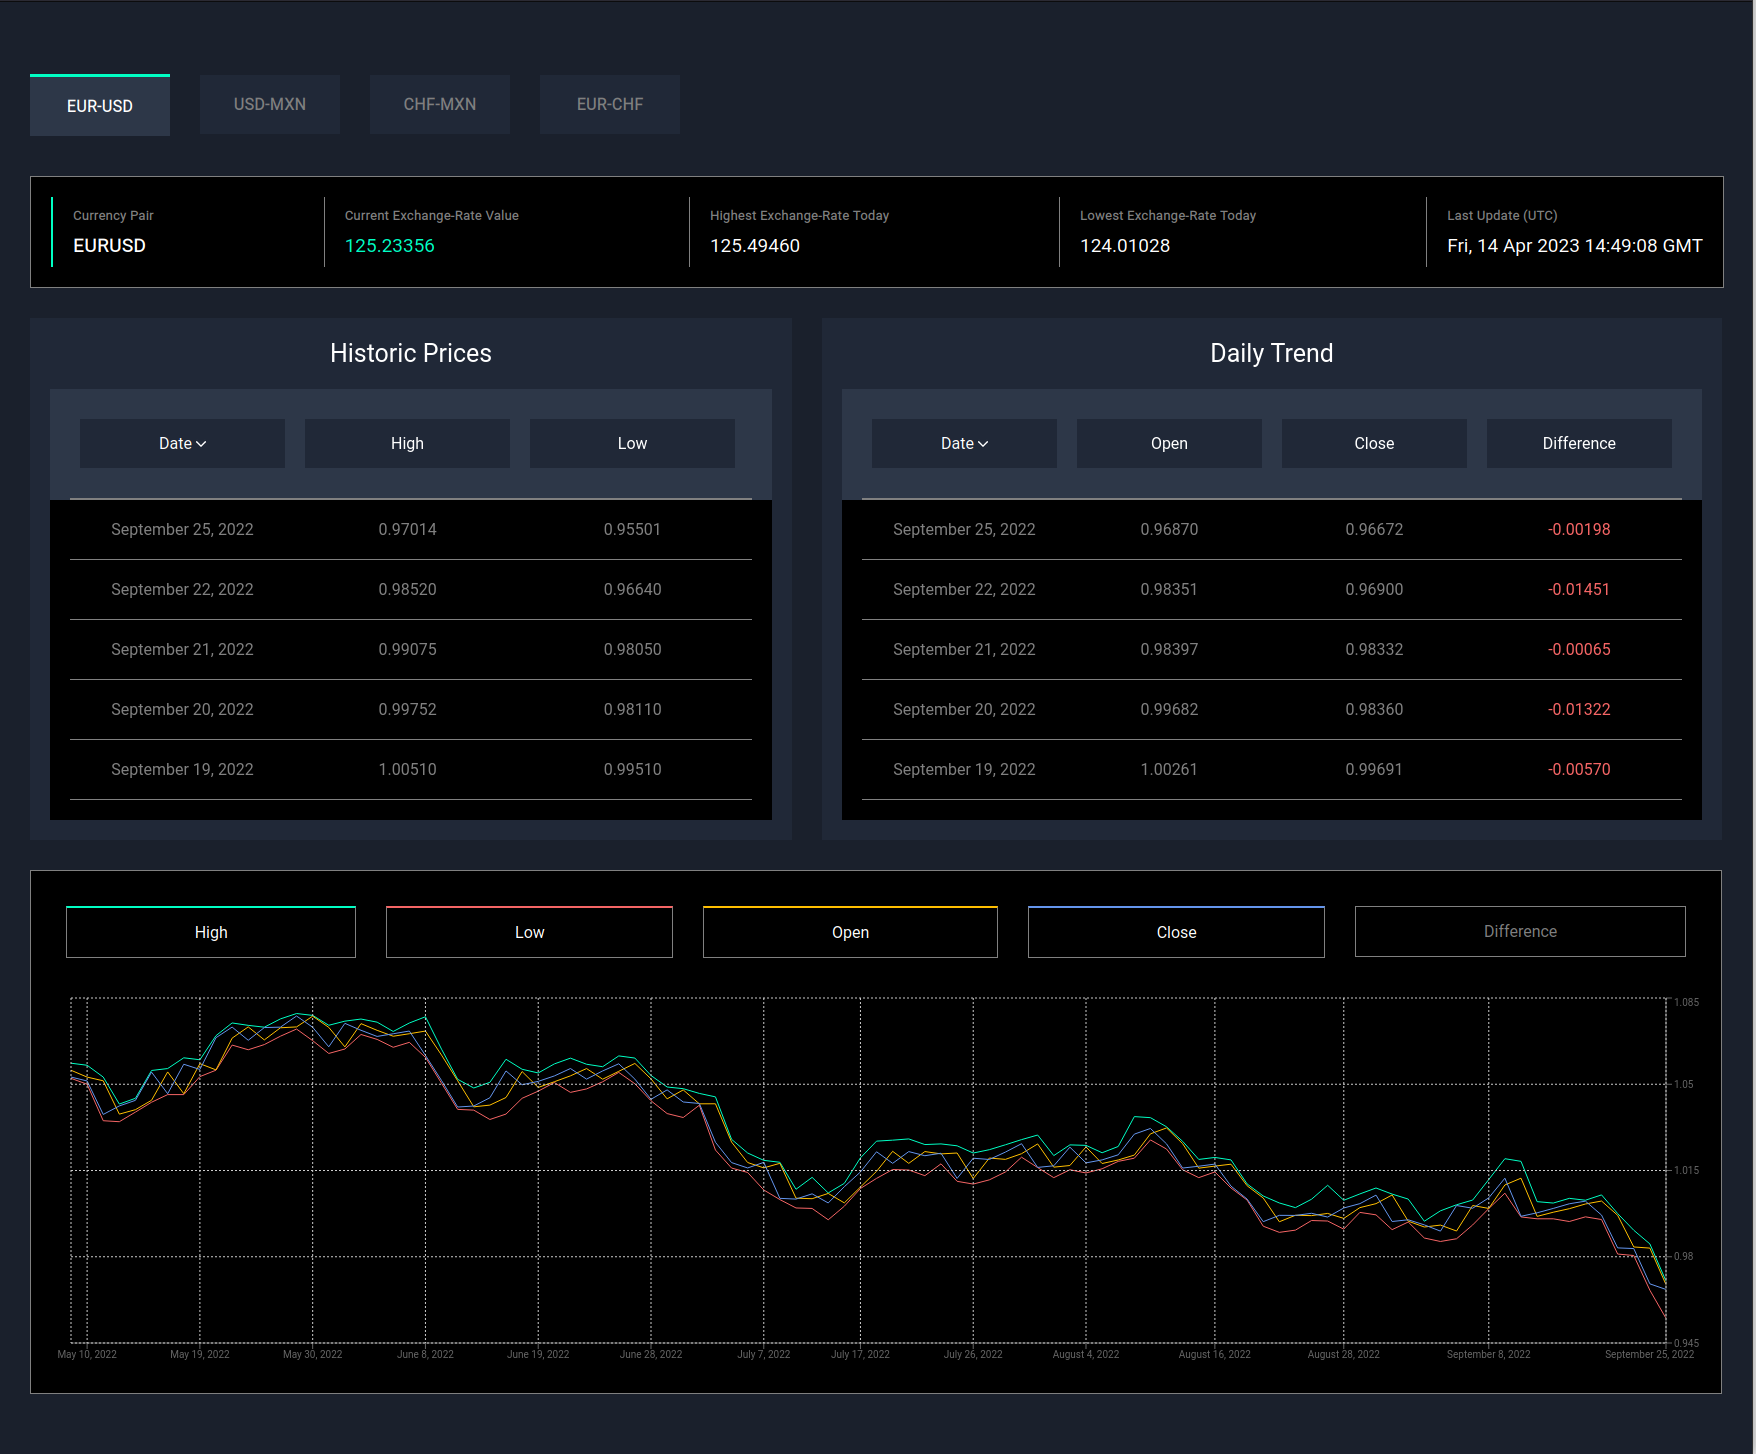 EUR-USD USD-MXN CHF-MXN EUR-CHF
Currency Pair Current Exchange-Rate Value Highest Exchange-Rate Today Lowest Exchange-Rate Today Last Update (UTC)
EURUSD 125.23356 125.49460 124.01028 Fri, 14 Apr 2023 14:49:08 GMT
Historic Prices
Date High Low
September 25, 2022 0.97014 0.95501
September 22, 2022 0.98520 0.96640
September 21, 2022 0.99075 0.98050
September 20, 2022 0.99752 0.98110
September 19, 2022 1.00510 0.99510
Daily Trend
Date Open Close Difference
September 25, 2022 0.96870 0.96672 -0.00198
September 22, 2022 0.98351 0.96900 -0.01451
September 21, 2022 0.98397 0.98332 -0.00065
September 20, 2022 0.99682 0.98360 -0.01322
September 19, 2022 1.00261 0.99691 -0.00570
High Low Open Close Difference
1.085
1.05
1.015
0.98
0.945
May 10, 2022 May 19, 2022 May 30, 2022 June 8, 2022 June 19, 2022 June 28, 2022 July 7, 2022 July 17, 2022 July 26, 2022 August 4, 2022 August 16, 2022 August 28, 2022 September 8, 2022 September 25, 2022